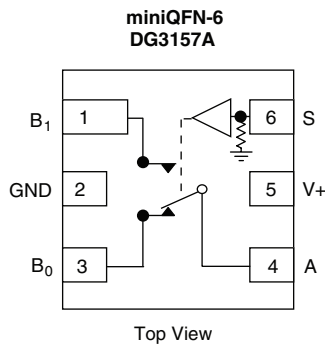 miniQFN-6
DG3157A
B1 1 6 S
GND 2 5 V+
B0 3 4 A
Top View